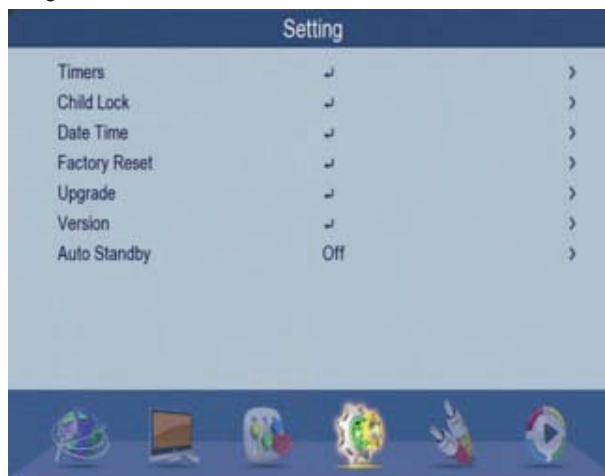 Setting
Timers
Child Lock
Date Time
Factory Reset
Upgrade
Version
Auto Standby Off